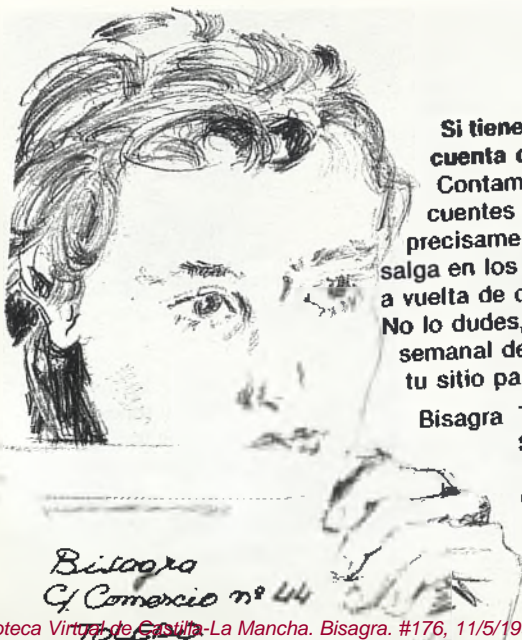 Si tiene
cuenta
Contam
cuentes
precisame
salga en los
a vuelta de
No lo dudes,
semanal de
tu sitio pa
Bisagra
Bisagra
C/ Comercio nº 44
oteca Virtual de Castilla-La Mancha. Bisagra. #176, 11/5/19